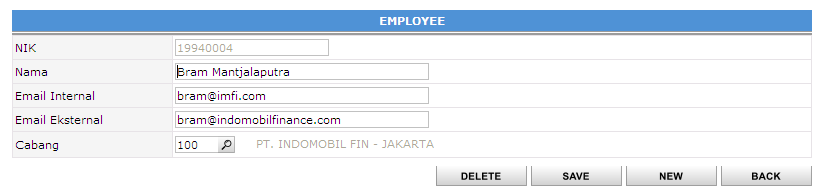 EMPLOYEE
NIK 19940004
Nama Bram Mantjalaputra
Email Internal bram@imfi.com
Email Eksternal bram@indomobilfinance.com
Cabang 100 PT. INDOMOBIL FIN - JAKARTA
DELETE SAVE NEW BACK